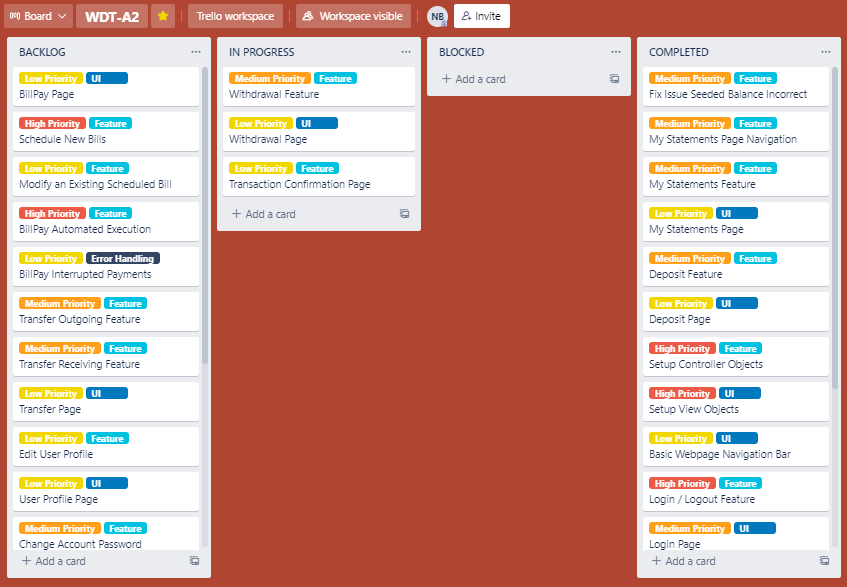 Board WDT-A2 Trello workspace Workspace visible NB Invite
BACKLOG
Low Priority UI
BillPay Page
High Priority Feature
Schedule New Bills
Low Priority Feature
Modify an Existing Scheduled Bill
High Priority Feature
BillPay Automated Execution
Low Priority Error Handling
BillPay Interrupted Payments
Medium Priority Feature
Transfer Outgoing Feature
Medium Priority Feature
Transfer Receiving Feature
Low Priority UI
Transfer Page
Low Priority Feature
Edit User Profile
Low Priority UI
User Profile Page
Medium Priority Feature
Change Account Password
+ Add a card
IN PROGRESS
Medium Priority Feature
Withdrawal Feature
Low Priority UI
Withdrawal Page
Low Priority Feature
Transaction Confirmation Page
+ Add a card
BLOCKED
+ Add a card
COMPLETED
Medium Priority Feature
Fix Issue Seeded Balance Incorrect
Medium Priority Feature
My Statements Page Navigation
Medium Priority Feature
My Statements Feature
Low Priority UI
My Statements Page
Medium Priority Feature
Deposit Feature
Low Priority UI
Deposit Page
High Priority Feature
Setup Controller Objects
High Priority UI
Setup View Objects
Low Priority UI
Basic Webpage Navigation Bar
High Priority Feature
Login / Logout Feature
Medium Priority UI
Login Page
+ Add a card